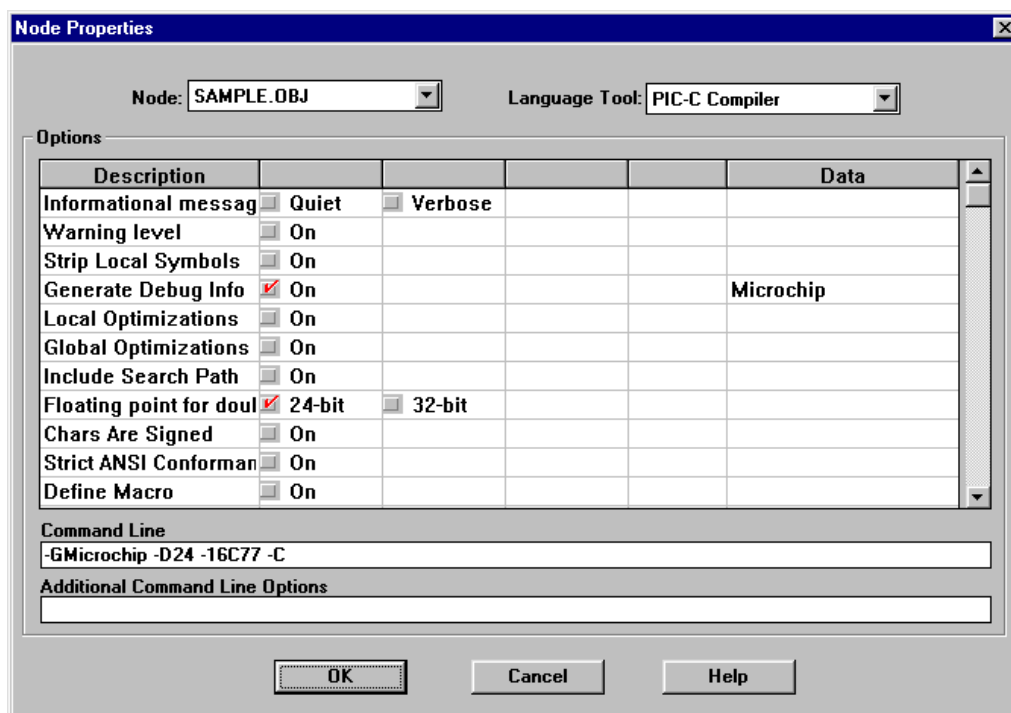 Node Properties
Node: SAMPLE.OBJ Language Tool: PIC-C Compiler
Options
Description Data
Informational messag Quiet Verbose
Warning level On
Strip Local Symbols On
Generate Debug Info On Microchip
Local Optimizations On
Global Optimizations On
Include Search Path On
Floating point for doul 24-bit 32-bit
Chars Are Signed On
Strict ANSI Conforman On
Define Macro On
Command Line
-GMicrochip -D24 -16C77 -C
Additional Command Line Options
OK Cancel Help